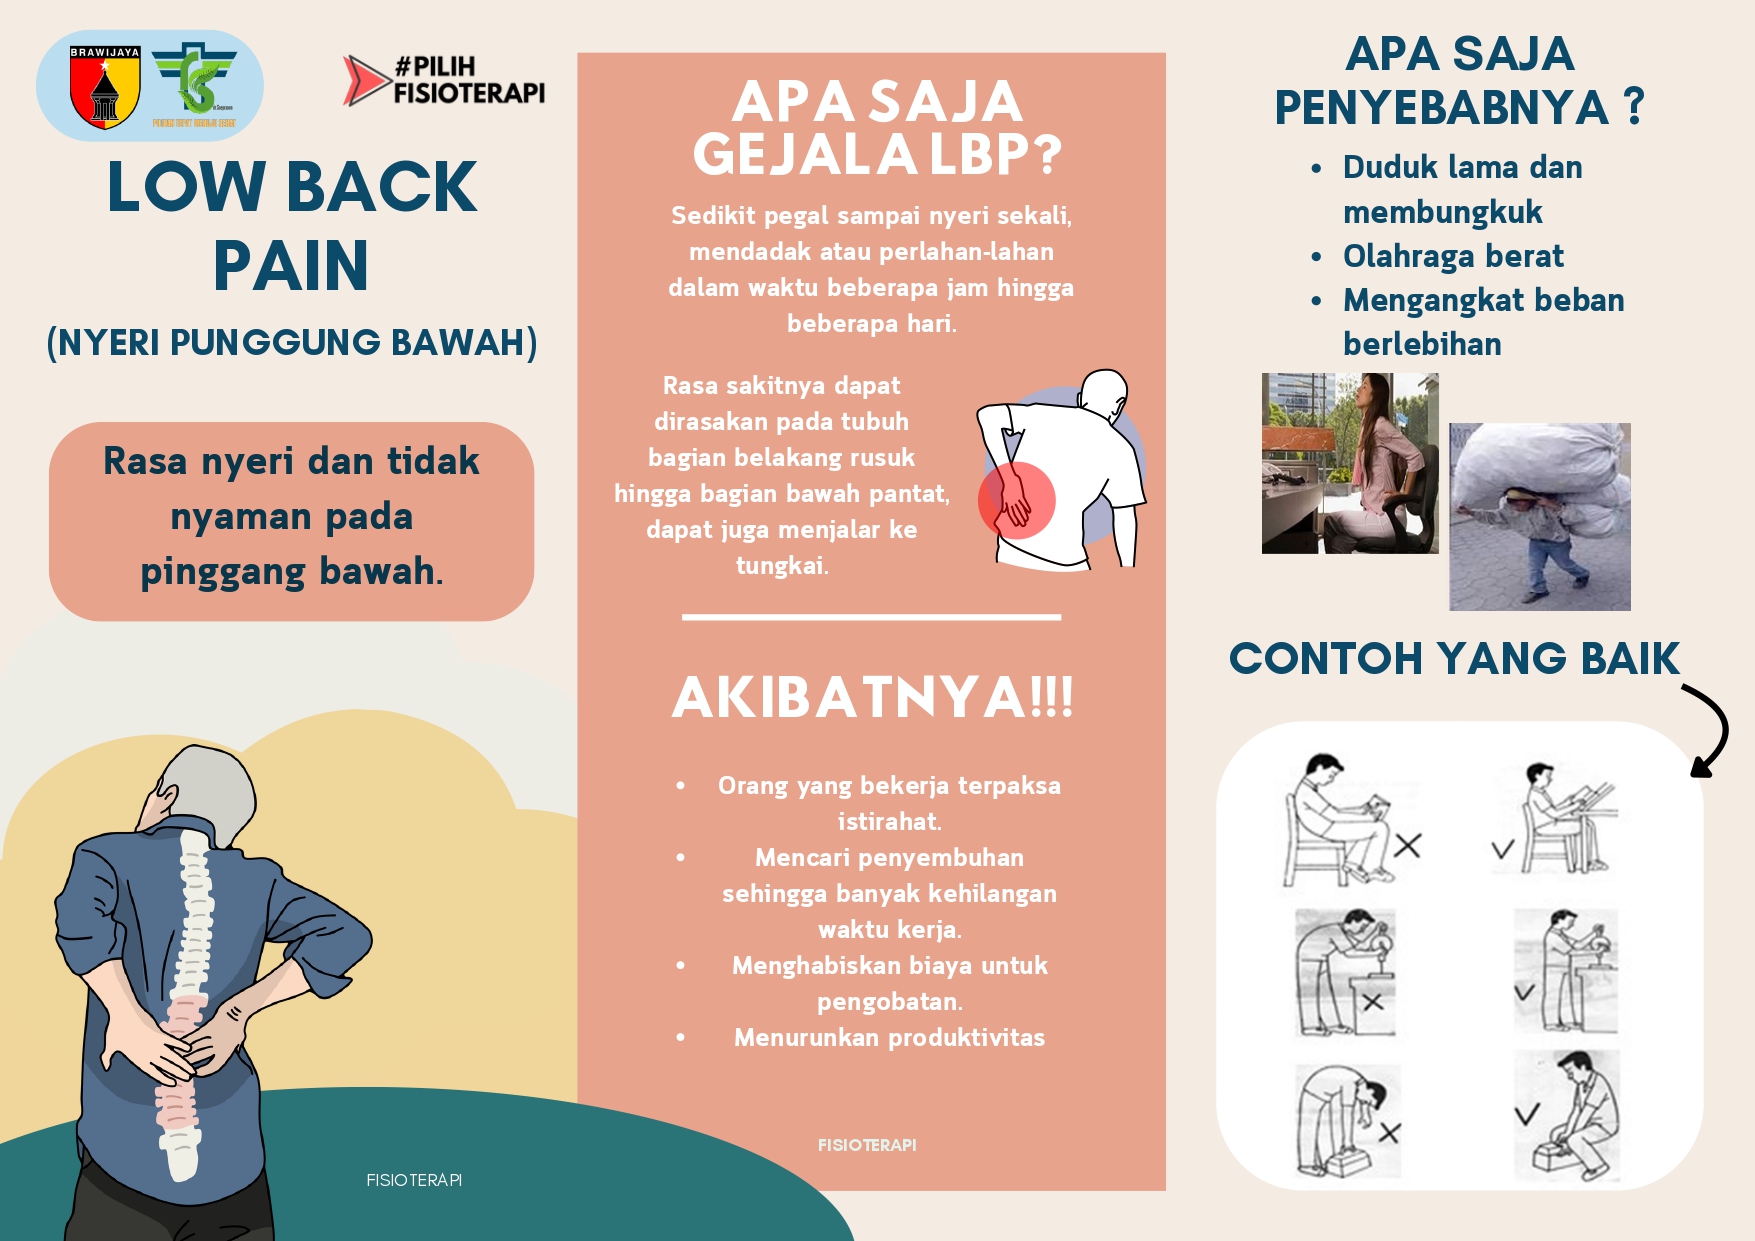 BRAWIJAYA
#PILIH
FISIOTERAPI
LOW BACK
PAIN
(NYERI PUNGGUNG BAWAH)
Rasa nyeri dan tidak
nyaman pada
pinggang bawah.
FISIOTERAPI
APA SAJA
GEJALA LBP?
Sedikit pegal sampai nyeri sekali,
mendadak atau perlahan-lahan
dalam waktu beberapa jam hingga
beberapa hari.
Rasa sakitnya dapat
dirasakan pada tubuh
bagian belakang rusuk
hingga bagian bawah pantat,
dapat juga menjalar ke
tungkai.
AKIBATNYA!!!
• Orang yang bekerja terpaksa
istirahat.
• Mencari penyembuhan
sehingga banyak kehilangan
waktu kerja.
• Menghabiskan biaya untuk
pengobatan.
• Menurunkan produktivitas
FISIOTERAPI
APA SAJA
PENYEBABNYA ?
• Duduk lama dan
membungkuk
• Olahraga berat
• Mengangkat beban
berlebihan
CONTOH YANG BAIK